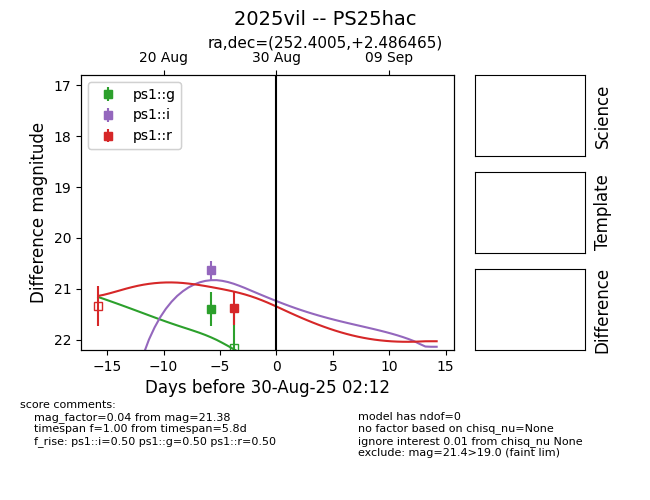 2025vil -- PS25hac
ra,dec=(252.4005,+2.486465)
20 Aug 30 Aug 09 Sep
ps1::g
ps1::i
ps1::r
17
18
19
20
21
22
Difference magnitude
−15 −10 −5 0 5 10 15
Days before 30-Aug-25 02:12
Science
Template
Difference
score comments:
mag_factor=0.04 from mag=21.38
timespan f=1.00 from timespan=5.8d
f_rise: ps1::i=0.50 ps1::g=0.50 ps1::r=0.50
model has ndof=0
no factor based on chisq_nu=None
ignore interest 0.01 from chisq_nu None
exclude: mag=21.4>19.0 (faint lim)